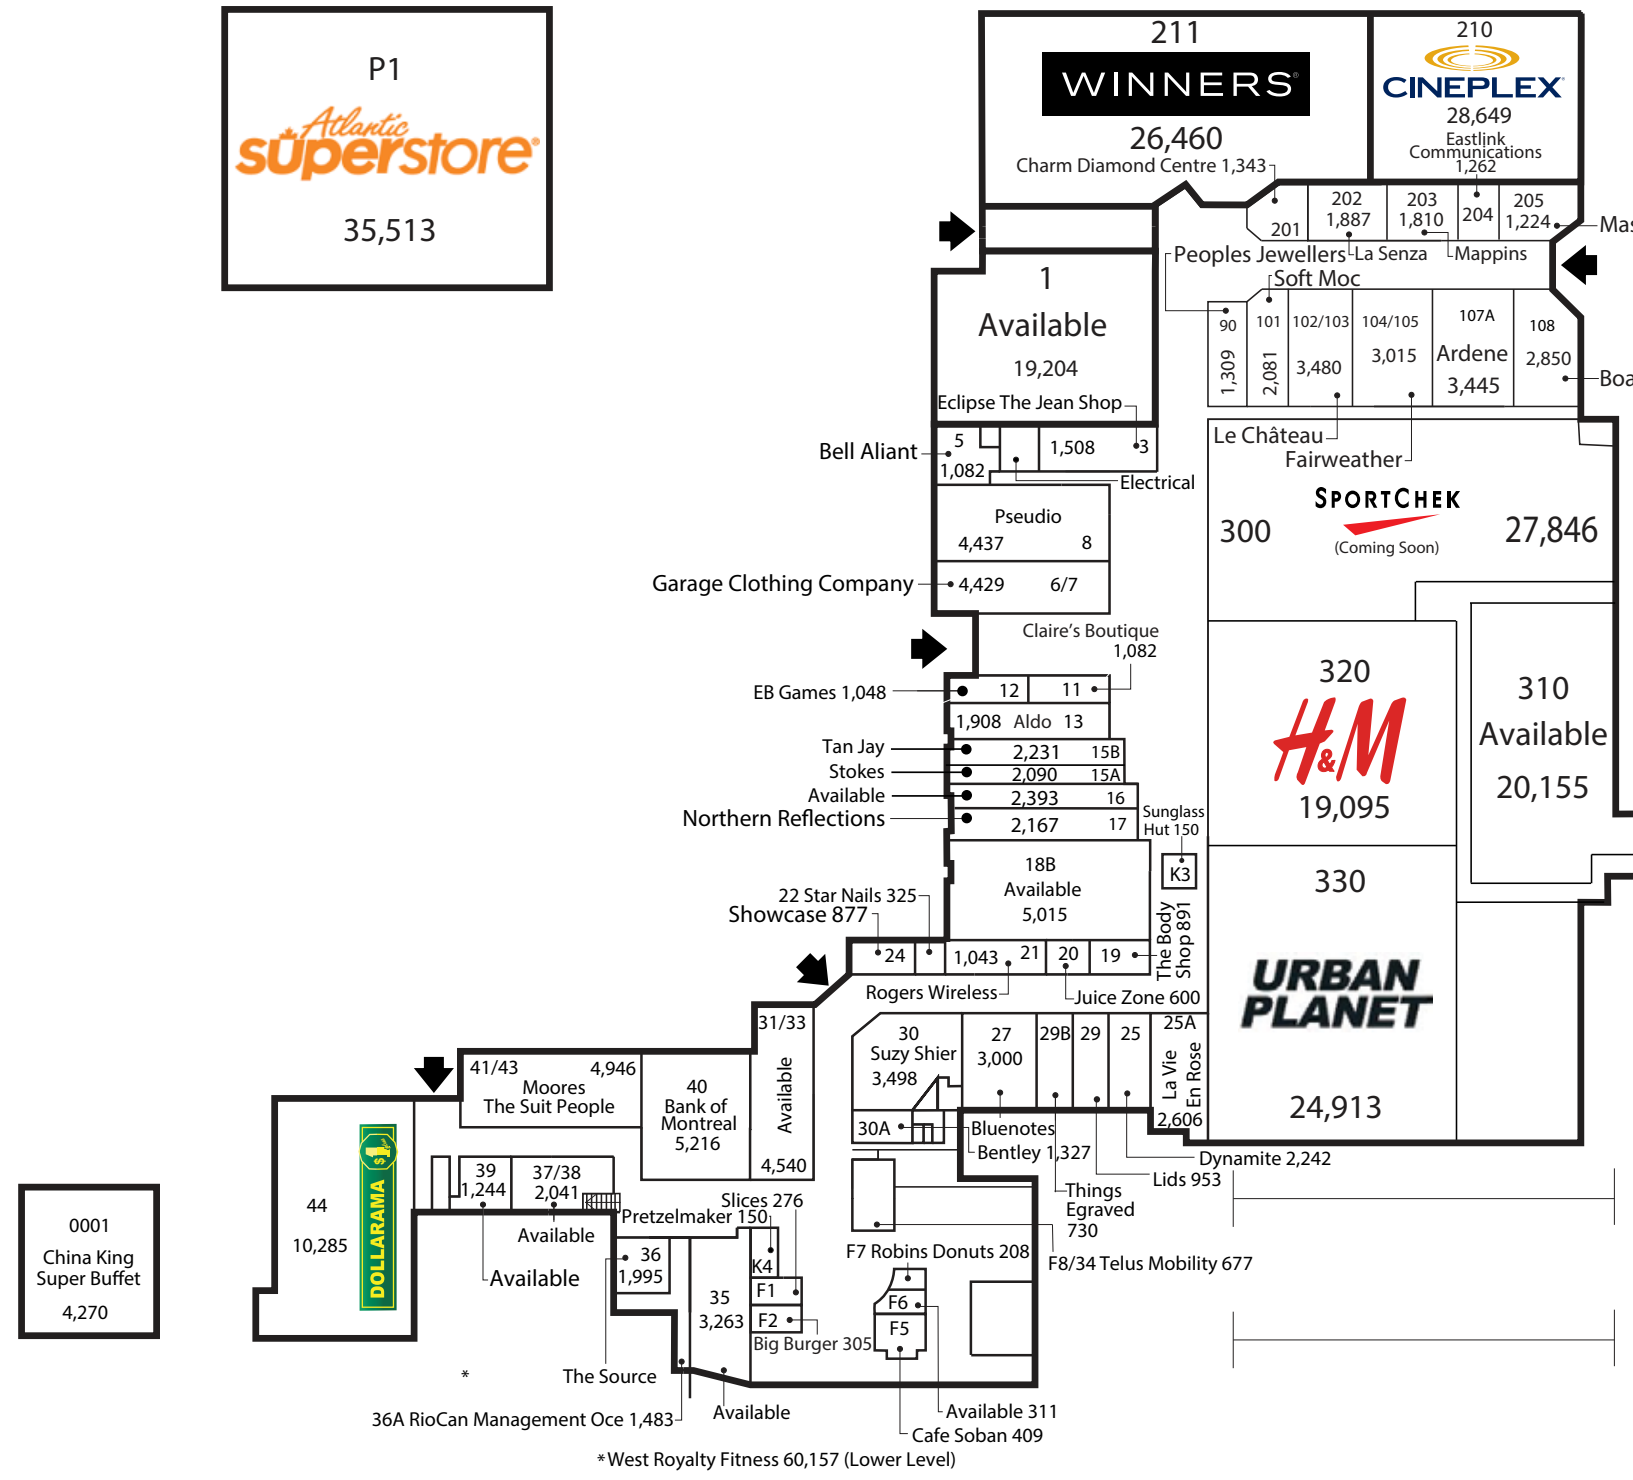 P1
Atlantic
superstore
35,513
211
WINNERS
26,460
Charm Diamond Centre 1,343
210
CINEPLEX
28,649
Eastlink
Communications
1,262
201
202
1,887
203
1,810
204
205
1,224
Mas
Peoples Jewellers
La Senza
Mappins
Soft Moc
1
Available
19,204
90
1,309
101
2,081
102/103
3,480
104/105
3,015
107A
Ardene
3,445
108
2,850
Boa
Eclipse The Jean Shop
Le Château
Fairweather
Bell Aliant
5
1,082
1,508
3
Electrical
Pseudio
4,437
8
300
SPORTCHEK
(Coming Soon)
27,846
Garage Clothing Company
4,429
6/7
Claire's Boutique
1,082
EB Games 1,048
12
11
1,908 Aldo 13
Tan Jay
2,231
15B
Stokes
2,090
15A
Available
2,393
16
Northern Reflections
2,167
17
320
H&M
19,095
310
Available
20,155
Sunglass
Hut 150
K3
18B
Available
5,015
330
URBAN
PLANET
24,913
22 Star Nails 325
Showcase 877
24
1,043
21
20
19
The Body
Shop 891
Rogers Wireless
Juice Zone 600
31/33
Available
4,540
30
Suzy Shier
3,498
27
3,000
29B
29
25
25A
La Vie
En Rose
2,606
41/43
4,946
Moores
The Suit People
40
Bank of
Montreal
5,216
30A
Bluenotes
Bentley 1,327
Dynamite 2,242
Lids 953
Things
Egraved
730
F8/34 Telus Mobility 677
44
10,285
$1
DOLLARAMA
39
1,244
37/38
2,041
Available
Available
Slices 276
Pretzelmaker 150
36
1,995
K4
F1
F2
35
3,263
Big Burger 305
F7 Robins Donuts 208
F6
F5
0001
China King
Super Buffet
4,270
*
The Source
36A RioCan Management Oce 1,483
Available
Available 311
Cafe Soban 409
*West Royalty Fitness 60,157 (Lower Level)